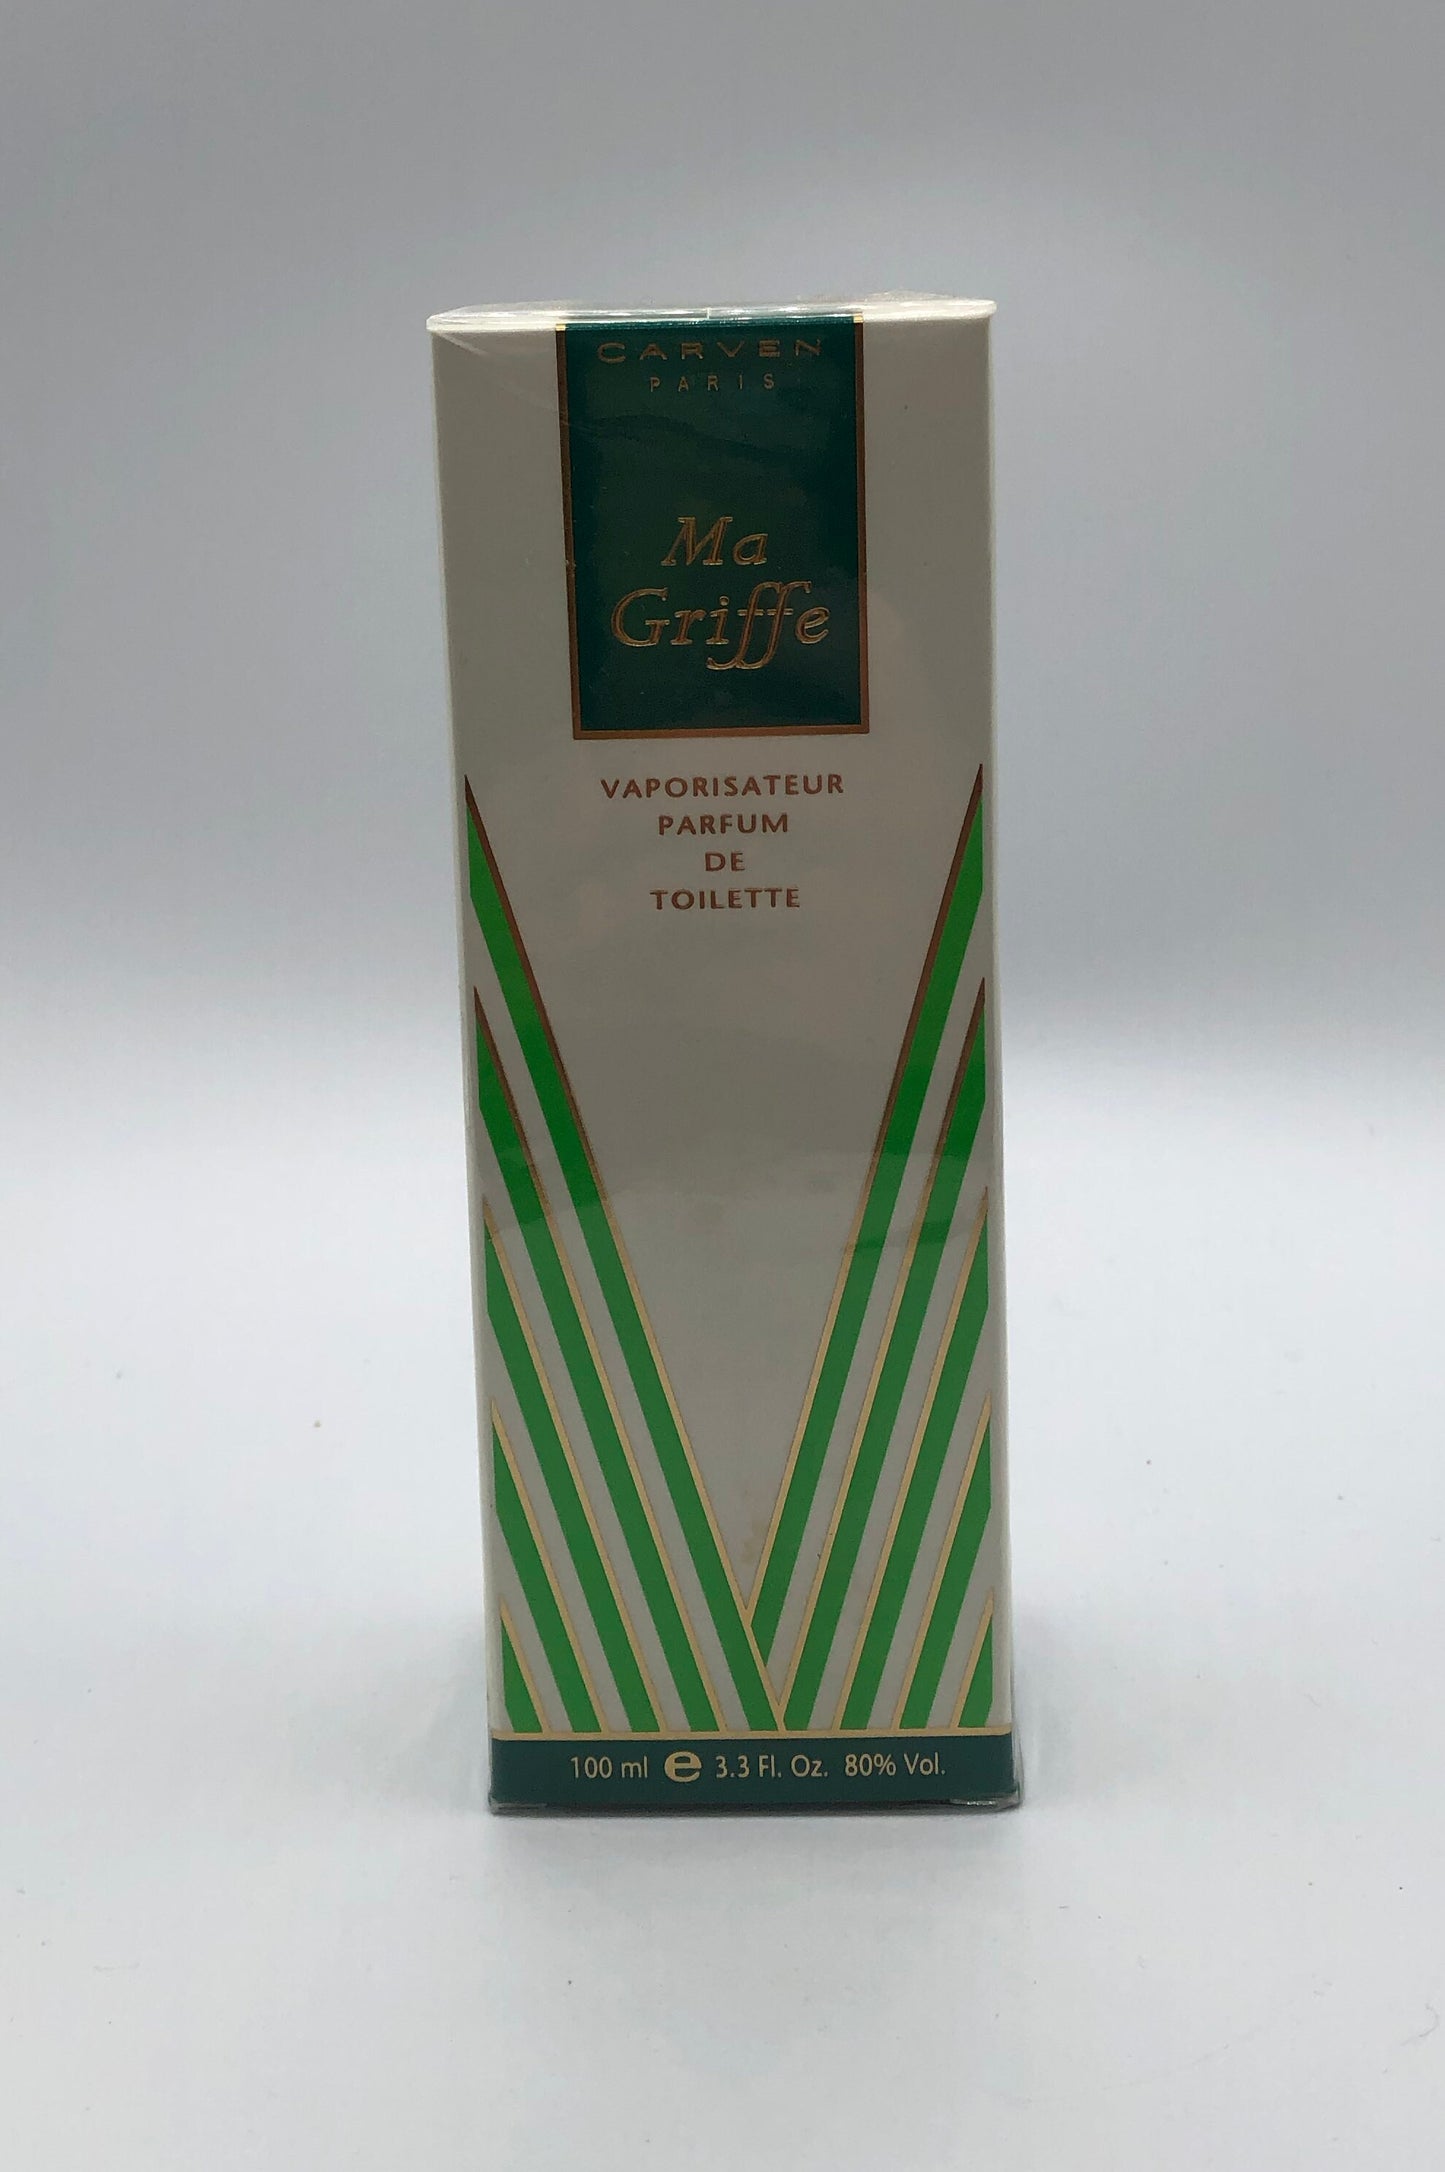 CARVEN
PARIS
Ma
Griffe
VAPORISATEUR
PARFUM
DE
TOILETTE
100 ml e 3.3 Fl. Oz. 80% Vol.